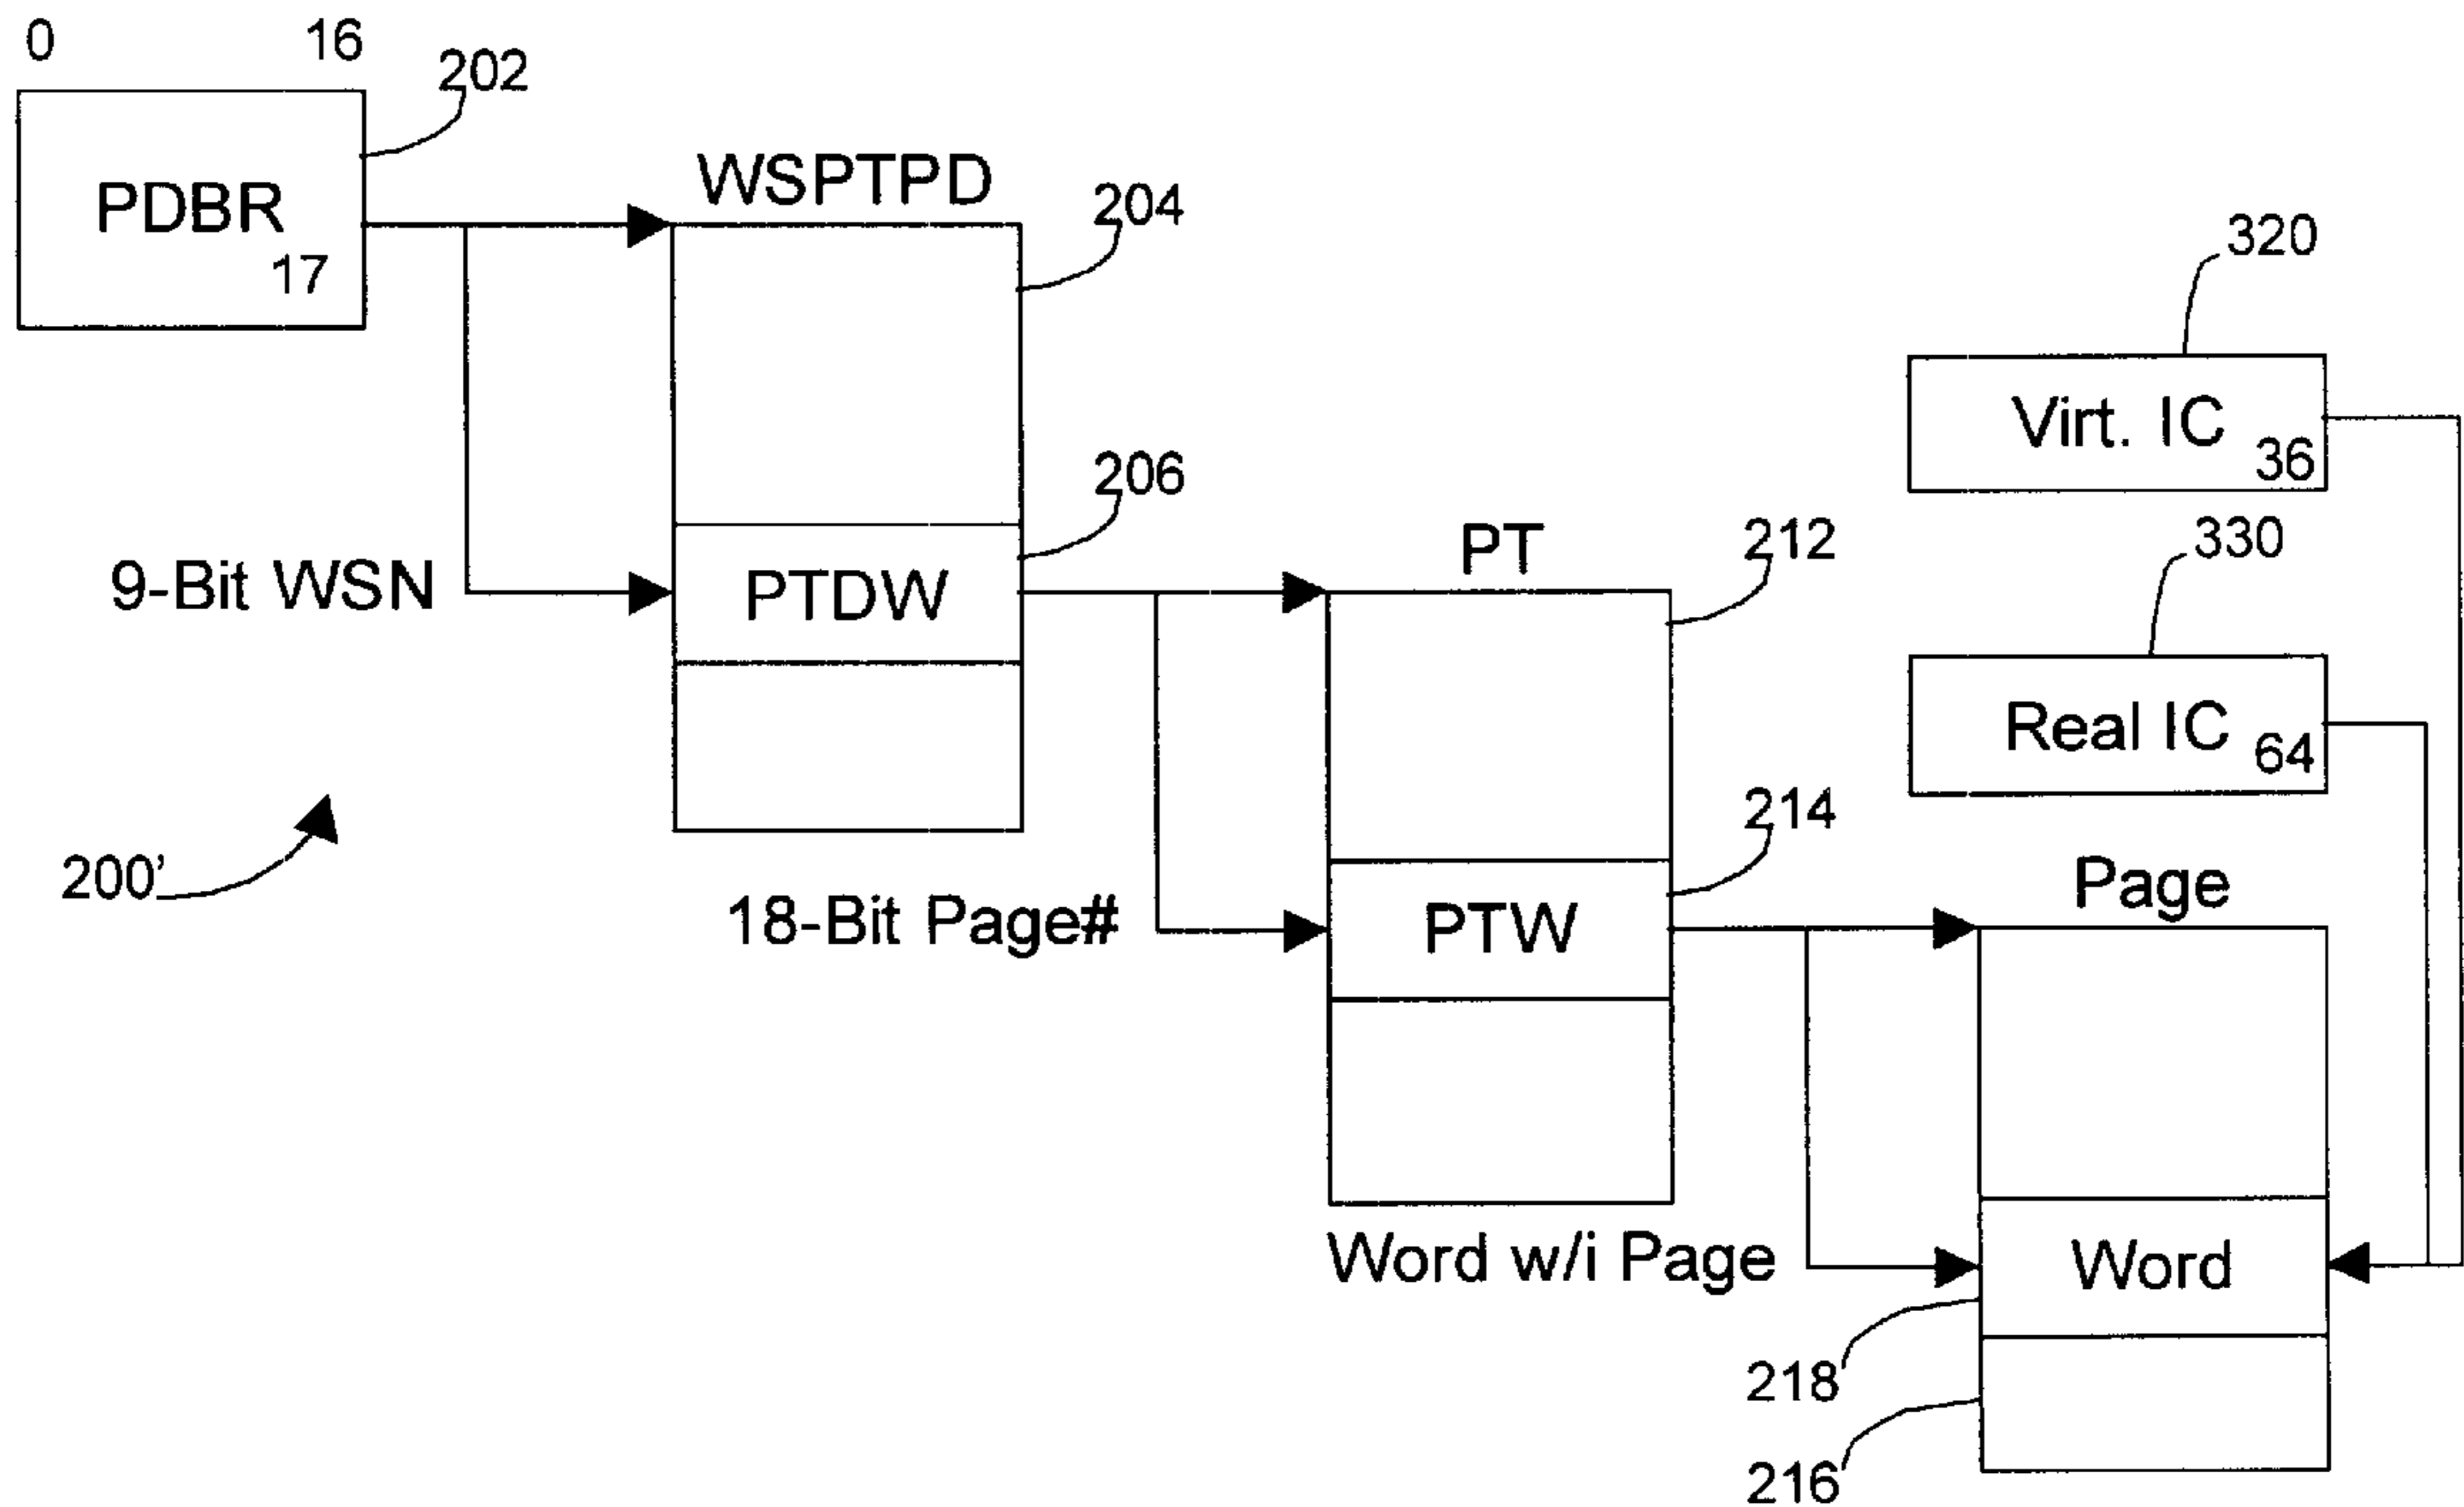 0 16
202
PDBR
17
WSPTPD
204
320
Virt. IC
36
206
9-Bit WSN
PTDW
PT
212
330
Real IC
64
200’
214
18-Bit Page#
PTW
Page
Word w/i Page
Word
218
216